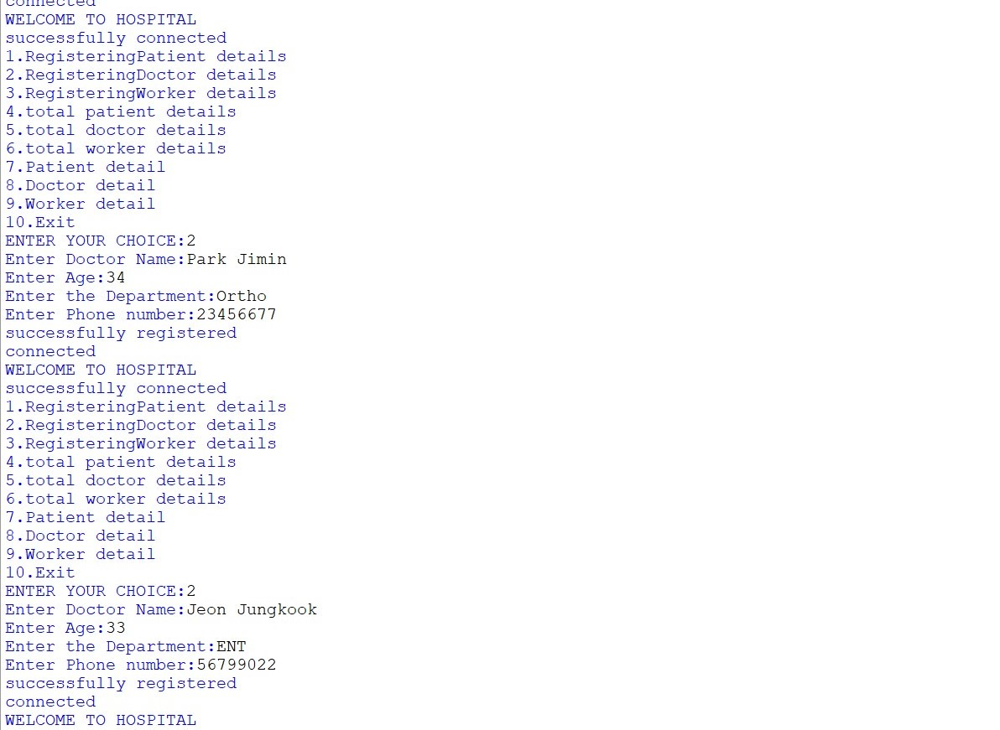 connected
WELCOME TO HOSPITAL
successfully connected
1.RegisteringPatient details
2.RegisteringDoctor details
3.RegisteringWorker details
4.total patient details
5.total doctor details
6.total worker details
7.Patient detail
8.Doctor detail
9.Worker detail
10.Exit
ENTER YOUR CHOICE:2
Enter Doctor Name:Park Jimin
Enter Age:34
Enter the Department:Ortho
Enter Phone number:23456677
successfully registered
connected
WELCOME TO HOSPITAL
successfully connected
1.RegisteringPatient details
2.RegisteringDoctor details
3.RegisteringWorker details
4.total patient details
5.total doctor details
6.total worker details
7.Patient detail
8.Doctor detail
9.Worker detail
10.Exit
ENTER YOUR CHOICE:2
Enter Doctor Name:Jeon Jungkook
Enter Age:33
Enter the Department:ENT
Enter Phone number:56799022
successfully registered
connected
WELCOME TO HOSPITAL